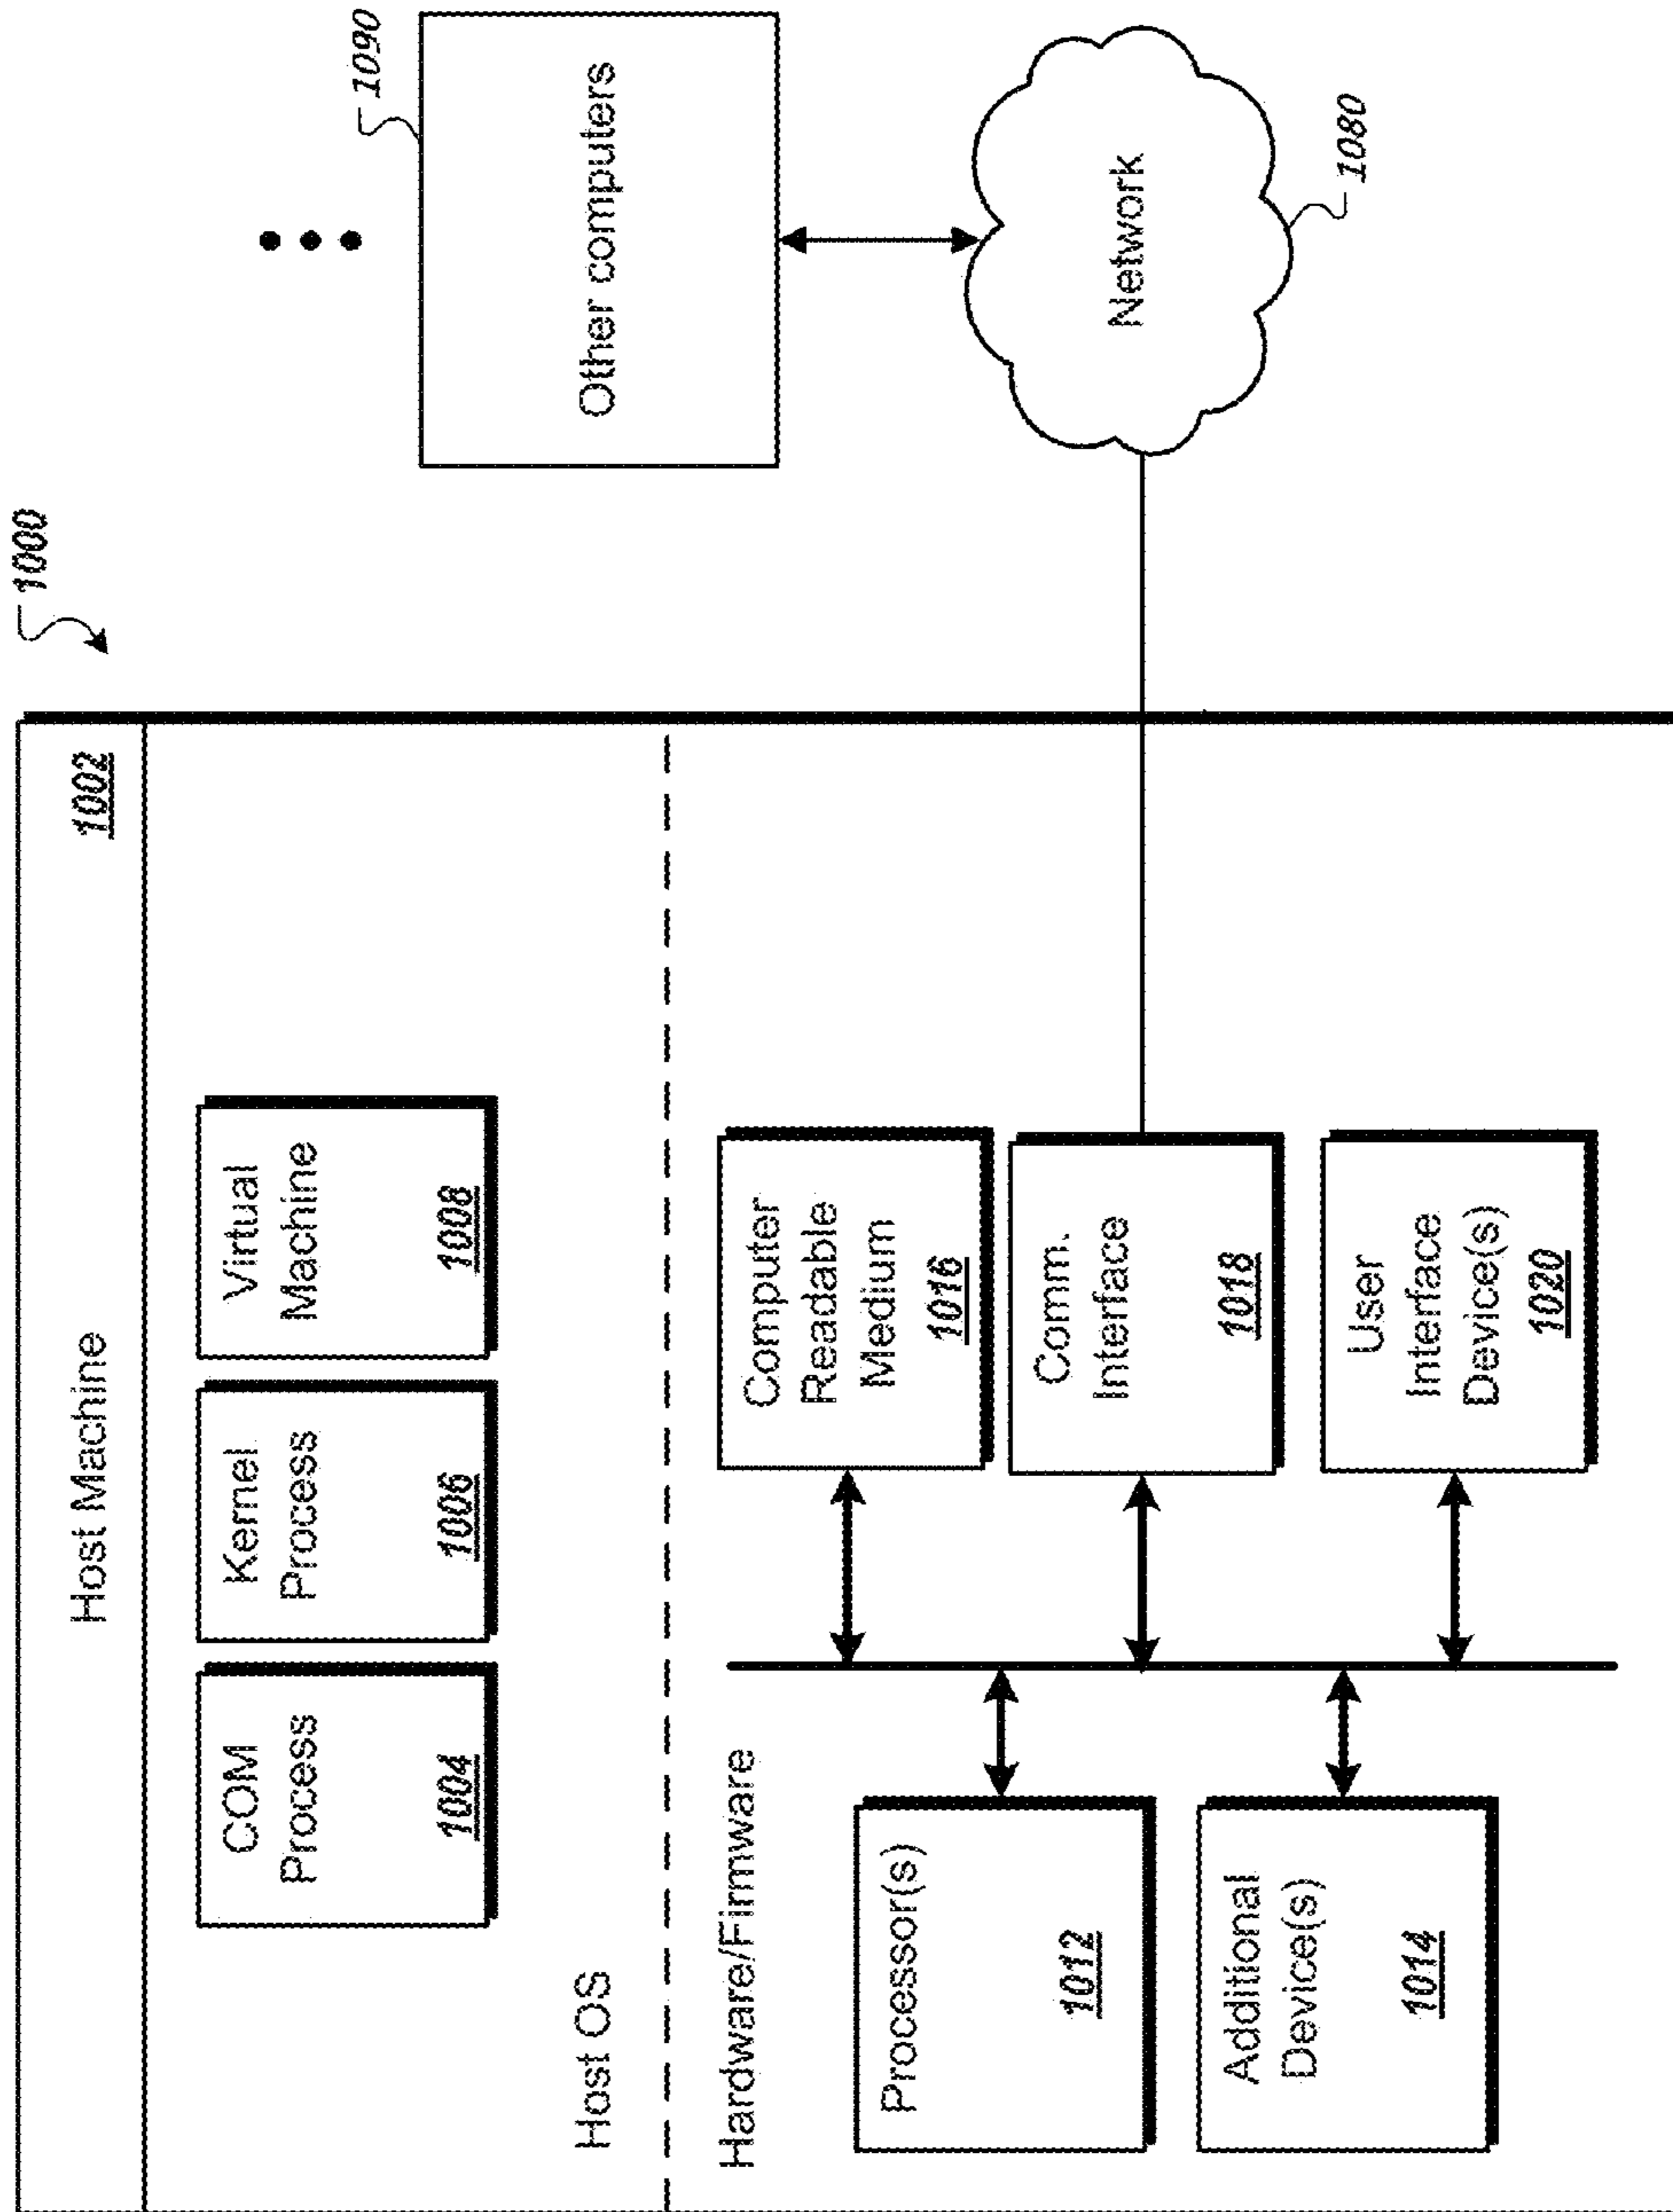 1000
Host Machine
1002
COM
Process
1004
Kernel
Process
1006
Virtual
Machine
1008
Host OS
Hardware/Firmware
Processor(s)
1012
Additional
Device(s)
1014
Computer
Readable
Medium
1016
Comm.
Interface
1018
User
Interface
Device(s)
1020
1090
Other computers
Network
1080